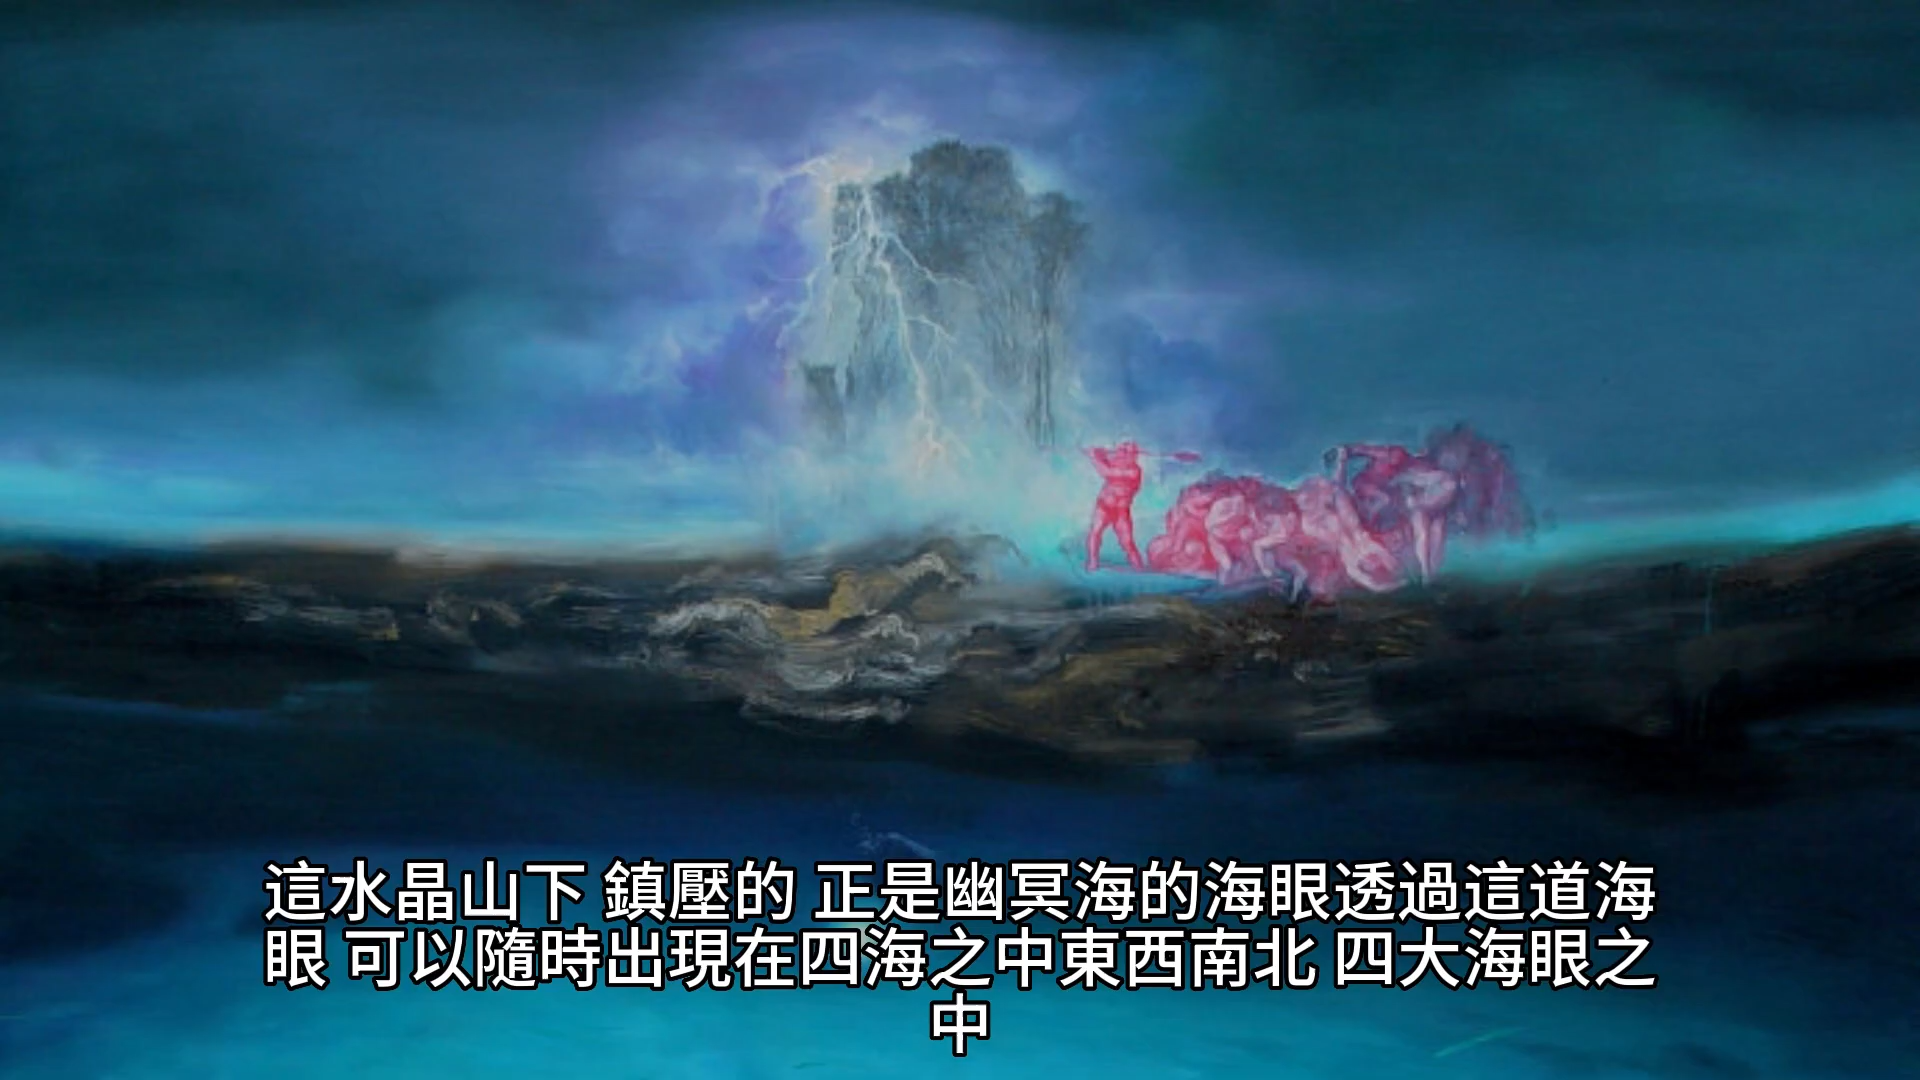 這水晶山下 鎮壓的 正是幽冥海的海眼透過這道海
眼 可以隨時出現在四海之中東西南北 四大海眼之
中